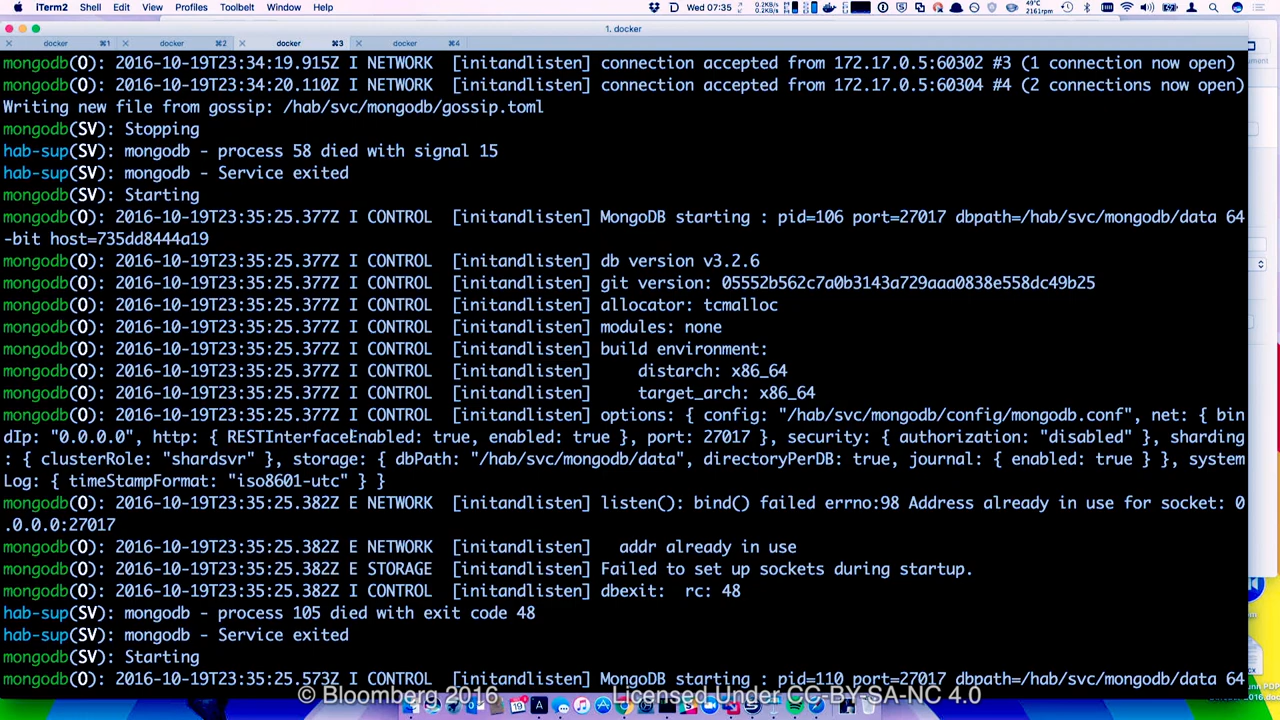 iTerm2 Shell Edit View Profiles Toolbelt Window Help 0.2KB/s 0.2KB/s 49°C 2161rpm Wed 07:35
1. docker
docker ⌘1 docker ⌘2 docker ⌘3 docker ⌘4
mongodb(O): 2016-10-19T23:34:19.915Z I NETWORK [initandlisten] connection accepted from 172.17.0.5:60302 #3 (1 connection now open)
mongodb(O): 2016-10-19T23:34:20.110Z I NETWORK [initandlisten] connection accepted from 172.17.0.5:60304 #4 (2 connections now open)
Writing new file from gossip: /hab/svc/mongodb/gossip.toml
mongodb(SV): Stopping
hab-sup(SV): mongodb - process 58 died with signal 15
hab-sup(SV): mongodb - Service exited
mongodb(SV): Starting
mongodb(O): 2016-10-19T23:35:25.377Z I CONTROL [initandlisten] MongoDB starting : pid=106 port=27017 dbpath=/hab/svc/mongodb/data 64
-bit host=735dd8444a19
mongodb(O): 2016-10-19T23:35:25.377Z I CONTROL [initandlisten] db version v3.2.6
mongodb(O): 2016-10-19T23:35:25.377Z I CONTROL [initandlisten] git version: 05552b562c7a0b3143a729aaa0838e558dc49b25
mongodb(O): 2016-10-19T23:35:25.377Z I CONTROL [initandlisten] allocator: tcmalloc
mongodb(O): 2016-10-19T23:35:25.377Z I CONTROL [initandlisten] modules: none
mongodb(O): 2016-10-19T23:35:25.377Z I CONTROL [initandlisten] build environment:
mongodb(O): 2016-10-19T23:35:25.377Z I CONTROL [initandlisten] distarch: x86_64
mongodb(O): 2016-10-19T23:35:25.377Z I CONTROL [initandlisten] target_arch: x86_64
mongodb(O): 2016-10-19T23:35:25.377Z I CONTROL [initandlisten] options: { config: "/hab/svc/mongodb/config/mongodb.conf", net: { bin
dIp: "0.0.0.0", http: { RESTInterfaceEnabled: true, enabled: true }, port: 27017 }, security: { authorization: "disabled" }, sharding
: { clusterRole: "shardsvr" }, storage: { dbPath: "/hab/svc/mongodb/data", directoryPerDB: true, journal: { enabled: true } }, system
Log: { timeStampFormat: "iso8601-utc" } }
mongodb(O): 2016-10-19T23:35:25.382Z E NETWORK [initandlisten] listen(): bind() failed errno:98 Address already in use for socket: 0
.0.0.0:27017
mongodb(O): 2016-10-19T23:35:25.382Z E NETWORK [initandlisten] addr already in use
mongodb(O): 2016-10-19T23:35:25.382Z E STORAGE [initandlisten] Failed to set up sockets during startup.
mongodb(O): 2016-10-19T23:35:25.382Z I CONTROL [initandlisten] dbexit: rc: 48
hab-sup(SV): mongodb - process 105 died with exit code 48
hab-sup(SV): mongodb - Service exited
mongodb(SV): Starting
mongodb(O): 2016-10-19T23:35:25.573Z I CONTROL [initandlisten] MongoDB starting : pid=110 port=27017 dbpath=/hab/svc/mongodb/data 64
© Bloomberg 2016 Licensed Under CC-BY-SA-NC 4.0